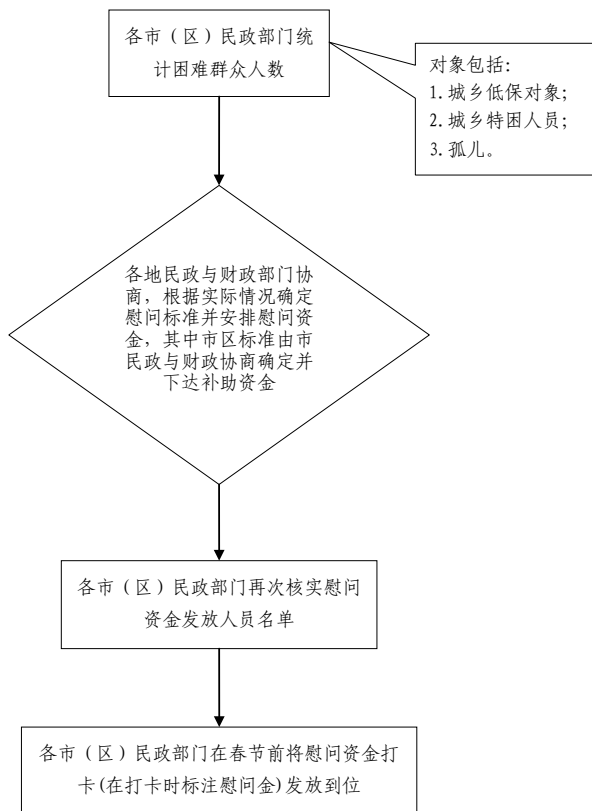 各市（区）民政部门统
计困难群众人数
对象包括：
1.城乡低保对象；
2.城乡特困人员；
3.孤儿。
各地民政与财政部门协
商，根据实际情况确定
慰问标准并安排慰问资
金，其中市区标准由市
民政与财政协商确定并
下达补助资金
各市（区）民政部门再次核实慰问
资金发放人员名单
各市（区）民政部门在春节前将慰问资金打
卡(在打卡时标注慰问金)发放到位